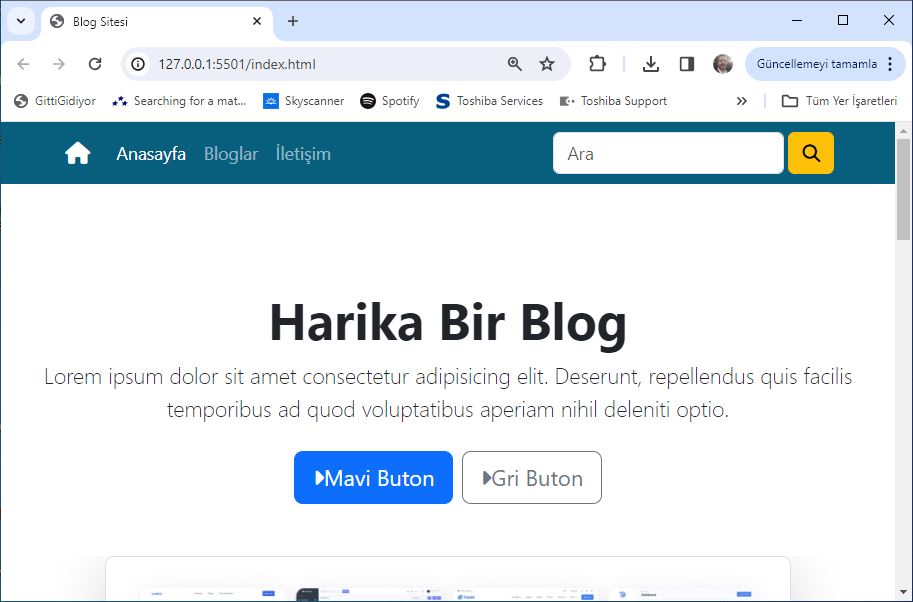 Blog Sitesi
127.0.0.1:5501/index.html
Güncellemeyi tamamla
GittiGidiyor
Searching for a mat...
Skyscanner
Spotify
Toshiba Services
Toshiba Support
Tüm Yer İşaretleri
Anasayfa Bloglar İletişim
Ara
Harika Bir Blog
Lorem ipsum dolor sit amet consectetur adipisicing elit. Deserunt, repellendus quis facilis
temporibus ad quod voluptatibus aperiam nihil deleniti optio.
Mavi Buton
Gri Buton